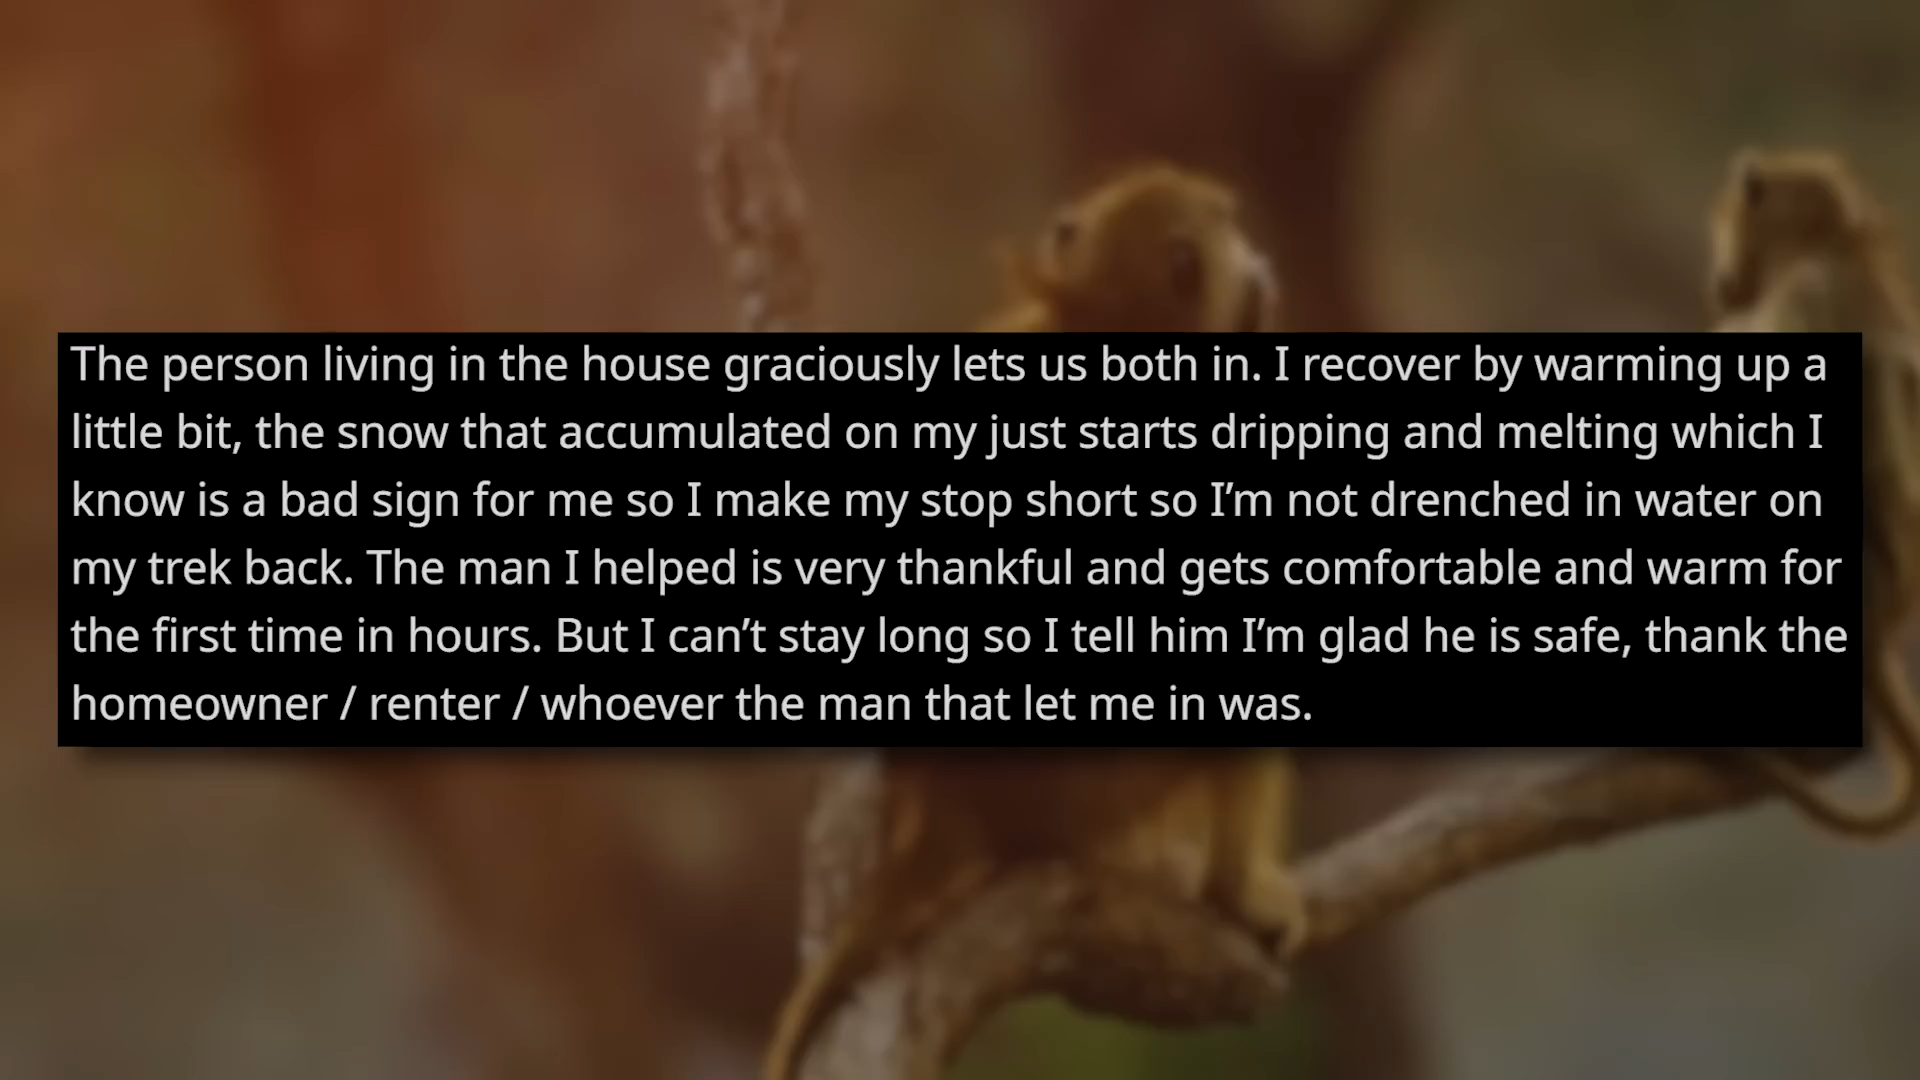 The person living in the house graciously lets us both in. I recover by warming up a
little bit, the snow that accumulated on my just starts dripping and melting which I
know is a bad sign for me so I make my stop short so I’m not drenched in water on
my trek back. The man I helped is very thankful and gets comfortable and warm for
the first time in hours. But I can’t stay long so I tell him I’m glad he is safe, thank the
homeowner / renter / whoever the man that let me in was.